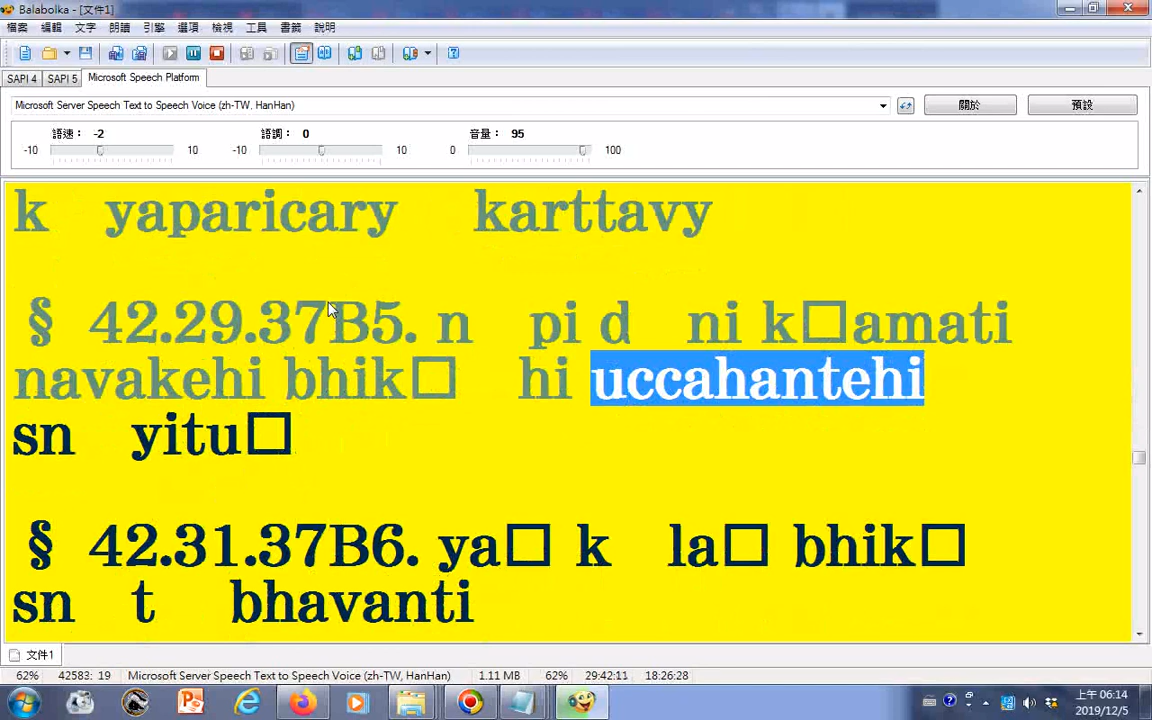 Balabolka - [文件1]
檔案 編輯 文字 朗讀 引擎 選項 檢視 工具 書籤 說明
SAPI 4 SAPI 5 Microsoft Speech Platform
Microsoft Server Speech Text to Speech Voice (zh-TW, HanHan) 關於 預設
語速： -2 語調： 0 音量： 95
-10 10 -10 10 0 100
k yaparicary karttavy
§ 42.29.37B5. n pi d ni k□amati
navakehi bhik□ hi uccahantehi
sn yitu□
§ 42.31.37B6. ya□ k la□ bhik□
sn t bhavanti
文件1
62% 42583: 19 Microsoft Server Speech Text to Speech Voice (zh-TW, HanHan) 1.11 MB 62% 29:42:11 18:26:28
上午 06:14
2019/12/5